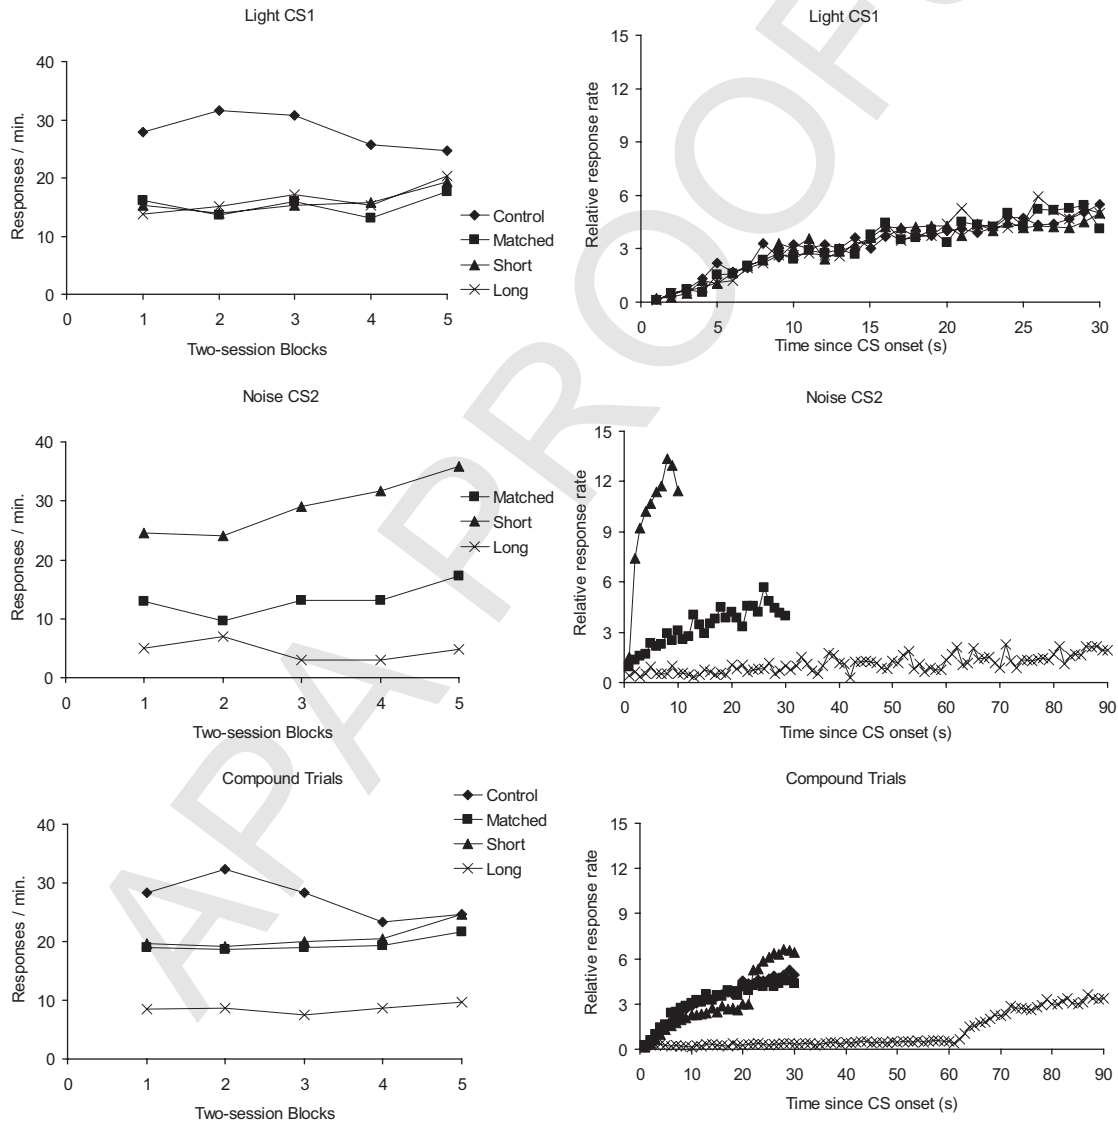 Light CS1
40
30
20
10
0
0 1 2 3 4 5
Responses / min.
Two-session Blocks
Control
Matched
Short
Long
Light CS1
15
12
9
6
3
0
0 5 10 15 20 25 30
Relative response rate
Time since CS onset (s)
Noise CS2
40
30
20
10
0
0 1 2 3 4 5
Responses / min.
Two-session Blocks
Matched
Short
Long
Noise CS2
15
12
9
6
3
0
0 10 20 30 40 50 60 70 80 90
Relative response rate
Time since CS onset (s)
Compound Trials
40
30
20
10
0
0 1 2 3 4 5
Responses / min.
Two-session Blocks
Control
Matched
Short
Long
Compound Trials
15
12
9
6
3
0
0 10 20 30 40 50 60 70 80 90
Relative response rate
Time since CS onset (s)
APA PROOF